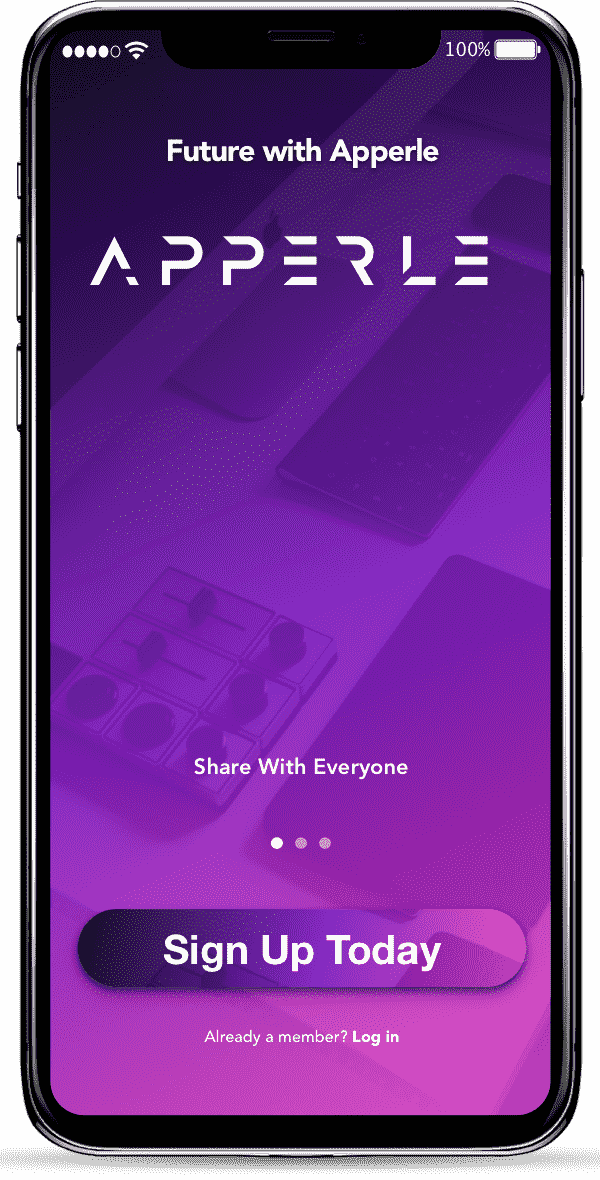 100%
Future with Apperle
APPERLE
Share With Everyone
Sign Up Today
Already a member? Log in